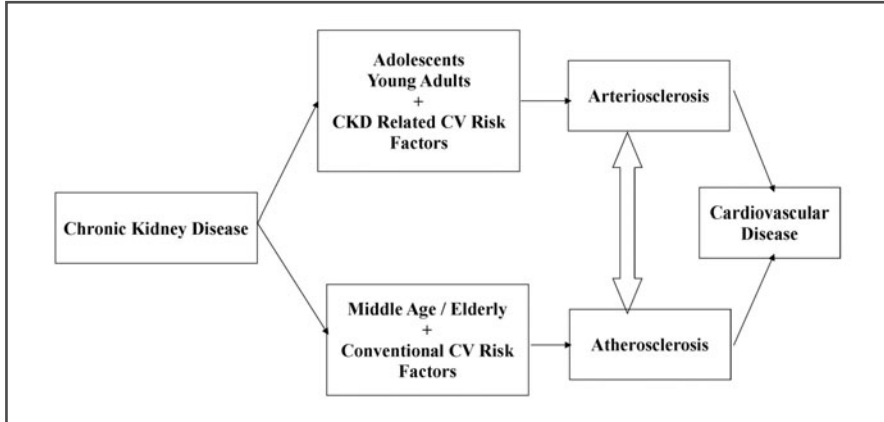 Adolescents
Young Adults
+
CKD Related CV Risk
Factors
Arteriosclerosis
Chronic Kidney Disease
Cardiovascular
Disease
Middle Age / Elderly
+
Conventional CV Risk
Factors
Atherosclerosis